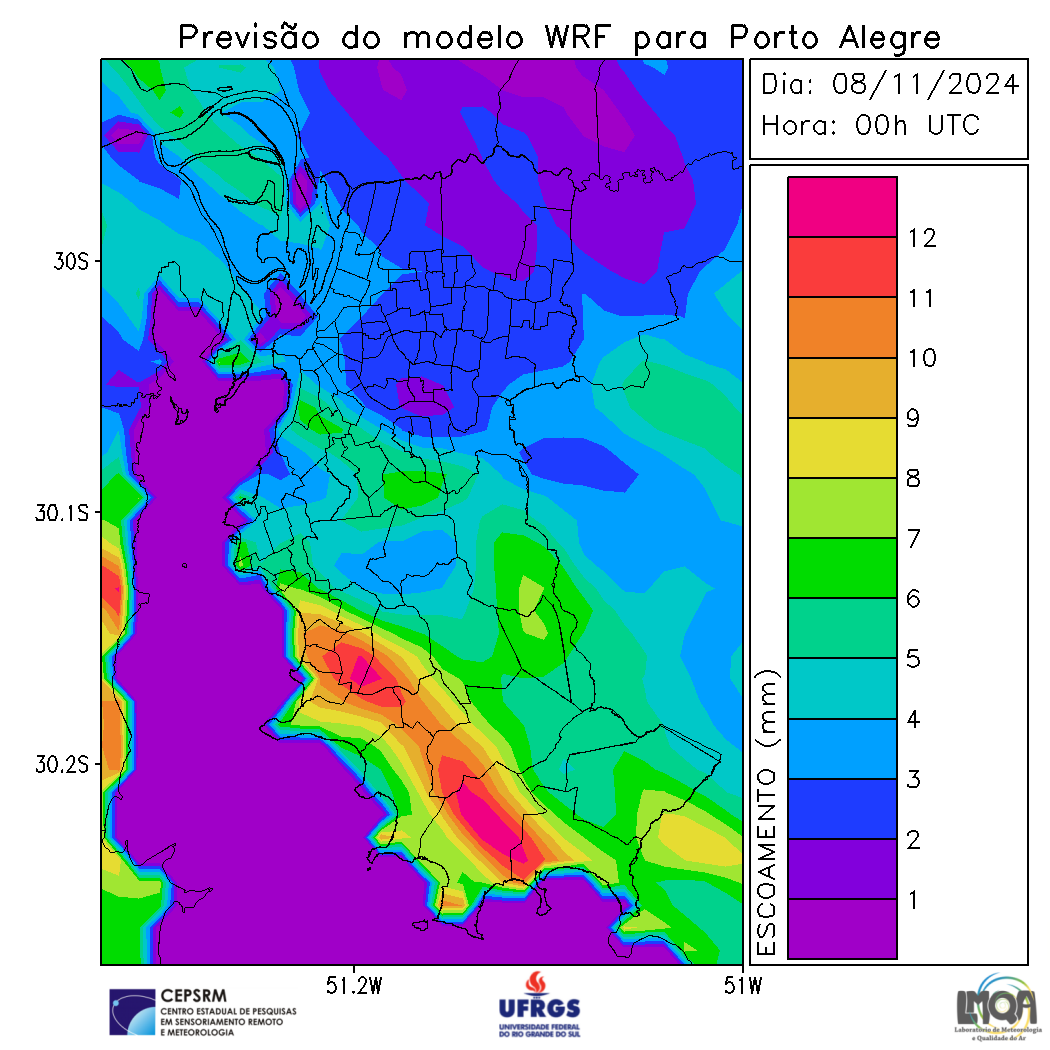 Previsão do modelo WRF para Porto Alegre
Dia: 08/11/2024
Hora: 00h UTC
30S
30.1S
30.2S
51.2W
51W
12
11
10
9
8
7
6
5
4
3
2
1
ESCOAMENTO (mm)
CEPSRM
CENTRO ESTADUAL DE PESQUISAS
EM SENSORIAMENTO REMOTO
E METEOROLOGIA
UFRGS
UNIVERSIDADE FEDERAL
DO RIO GRANDE DO SUL
LMQA
Laboratório de Meteorologia
e Qualidade do Ar